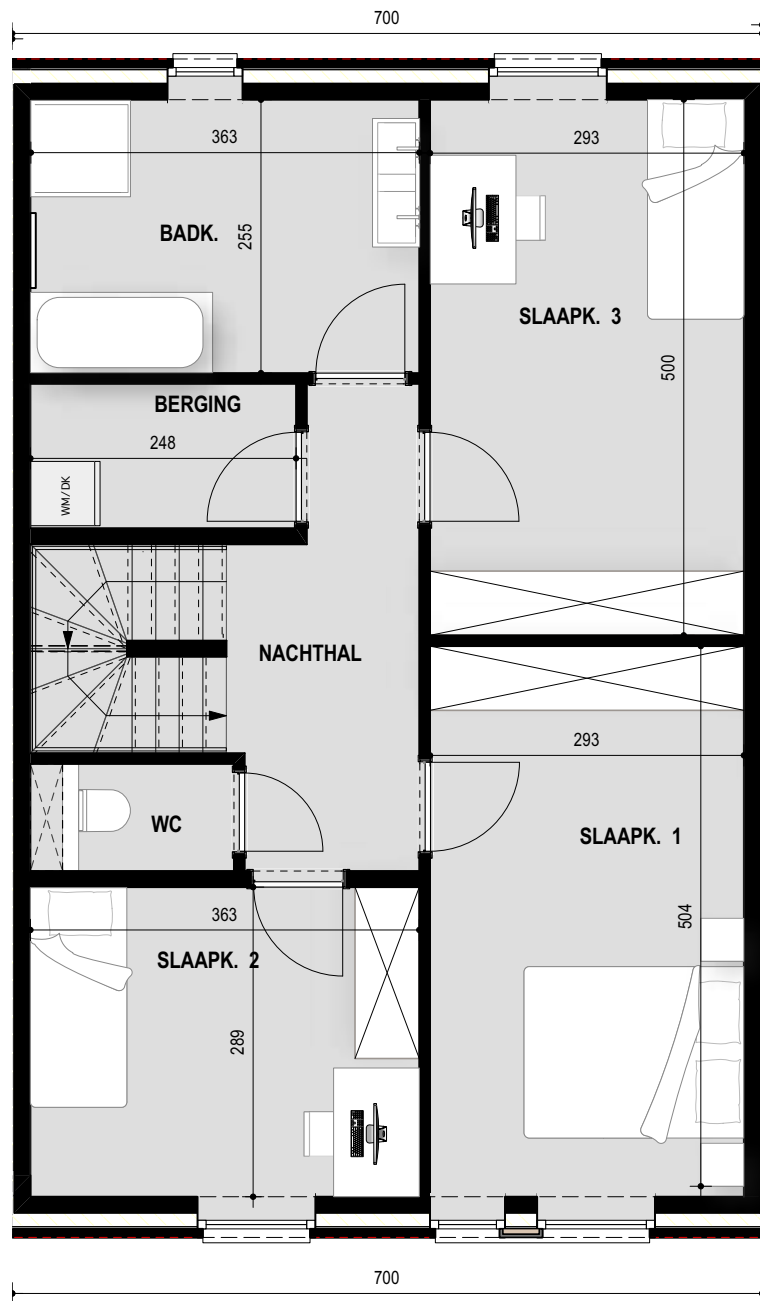 700
363
293
BADK.
255
SLAAPK. 3
500
BERGING
248
WM/DK
NACHTHAL
293
WC
SLAAPK. 1
363
504
SLAAPK. 2
289
700